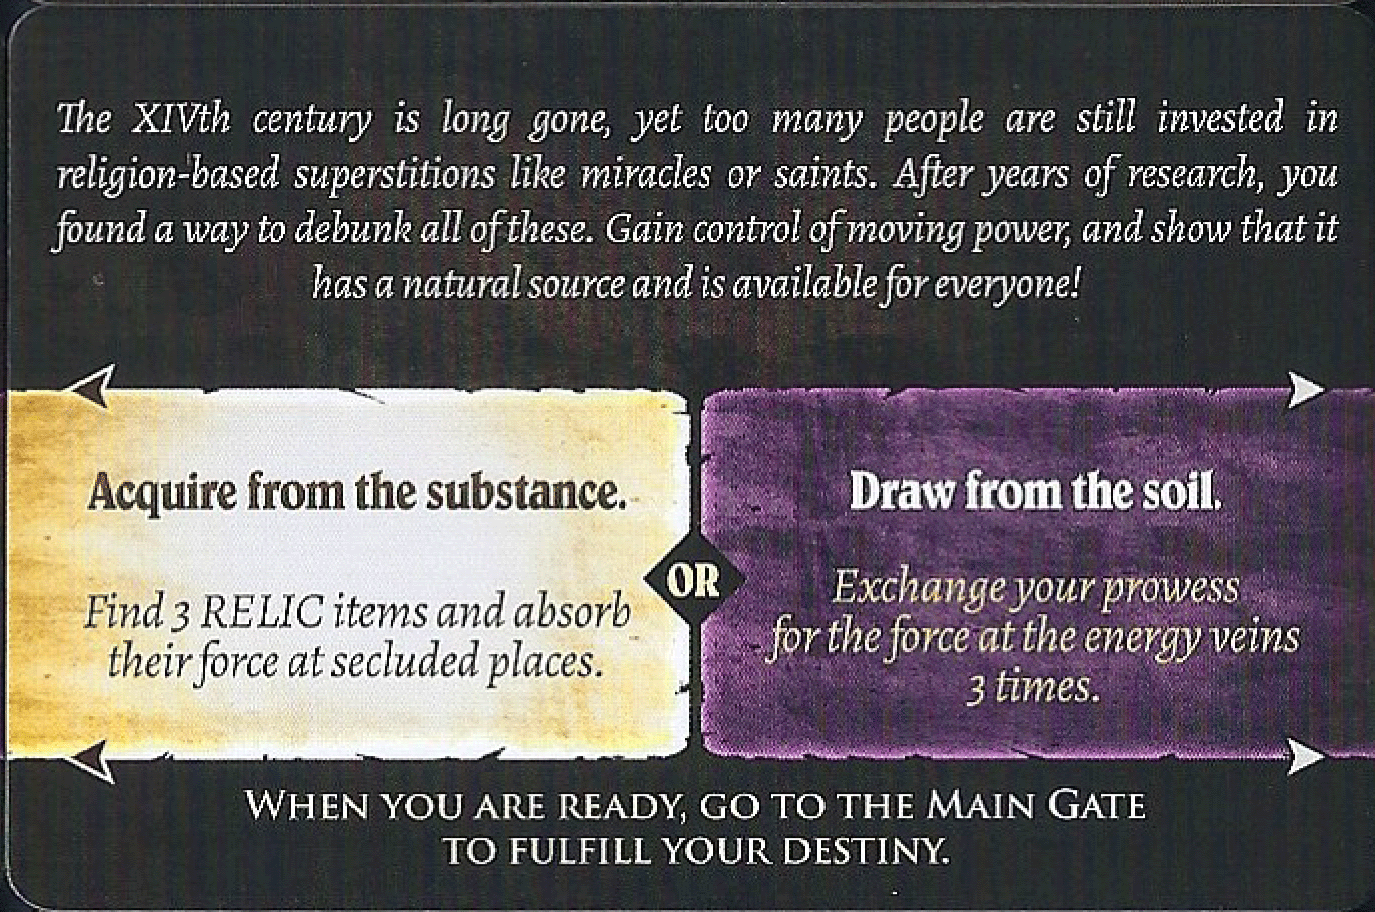 The XIVth century is long gone, yet too many people are still invested in
religion-based superstitions like miracles or saints. After years of research, you
found a way to debunk all of these. Gain control of moving power, and show that it
has a natural source and is available for everyone!
Acquire from the substance.
Find 3 RELIC items and absorb
their force at secluded places.
OR
Draw from the soil.
Exchange your prowess
for the force at the energy veins
3 times.
WHEN YOU ARE READY, GO TO THE MAIN GATE
TO FULFILL YOUR DESTINY.